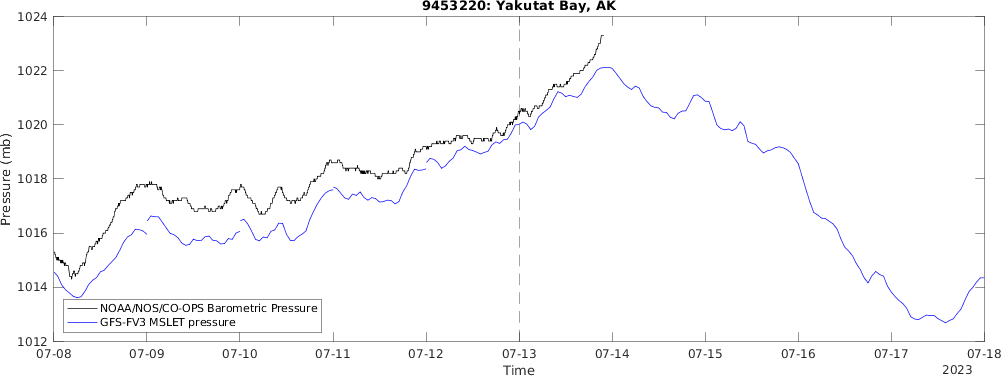 9453220: Yakutat Bay, AK
1024
1022
1020
1018
1016
1014
1012
Pressure (mb)
NOAA/NOS/CO-OPS Barometric Pressure
GFS-FV3 MSLET pressure
07-08 07-09 07-10 07-11 07-12 07-13 07-14 07-15 07-16 07-17 07-18
Time
2023